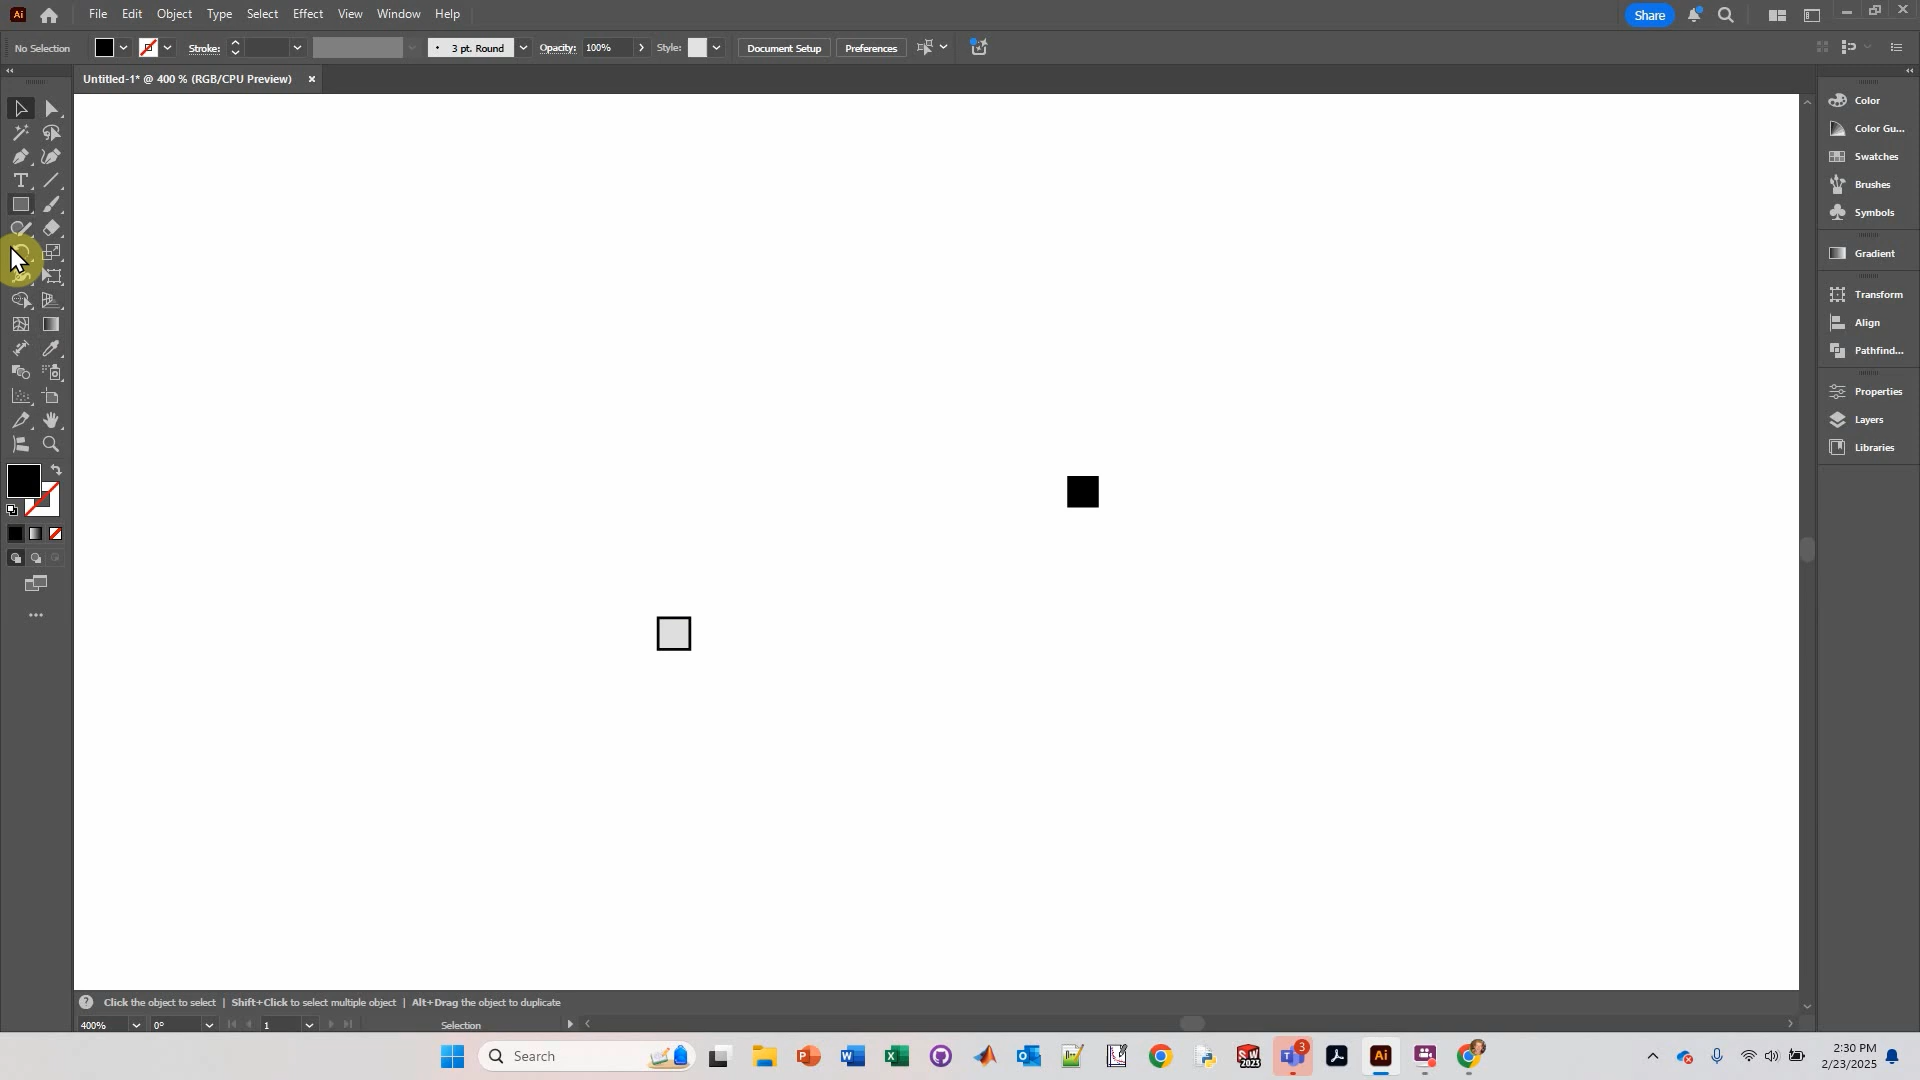 Ai File Edit Object Type Select Effect View Window Help Share
No Selection Stroke: 3 pt. Round Opacity: 100% Style: Document Setup Preferences
Untitled-1* @ 400 % (RGB/CPU Preview) ×
Color
Color Gu...
Swatches
Brushes
Symbols
Gradient
Transform
Align
Pathfind...
Properties
Layers
Libraries
? Click the object to select | Shift+Click to select multiple objects | Alt+Drag the object to duplicate
400% 0° 1 Selection
Search 3 Ai
2:30 PM
2/23/2025